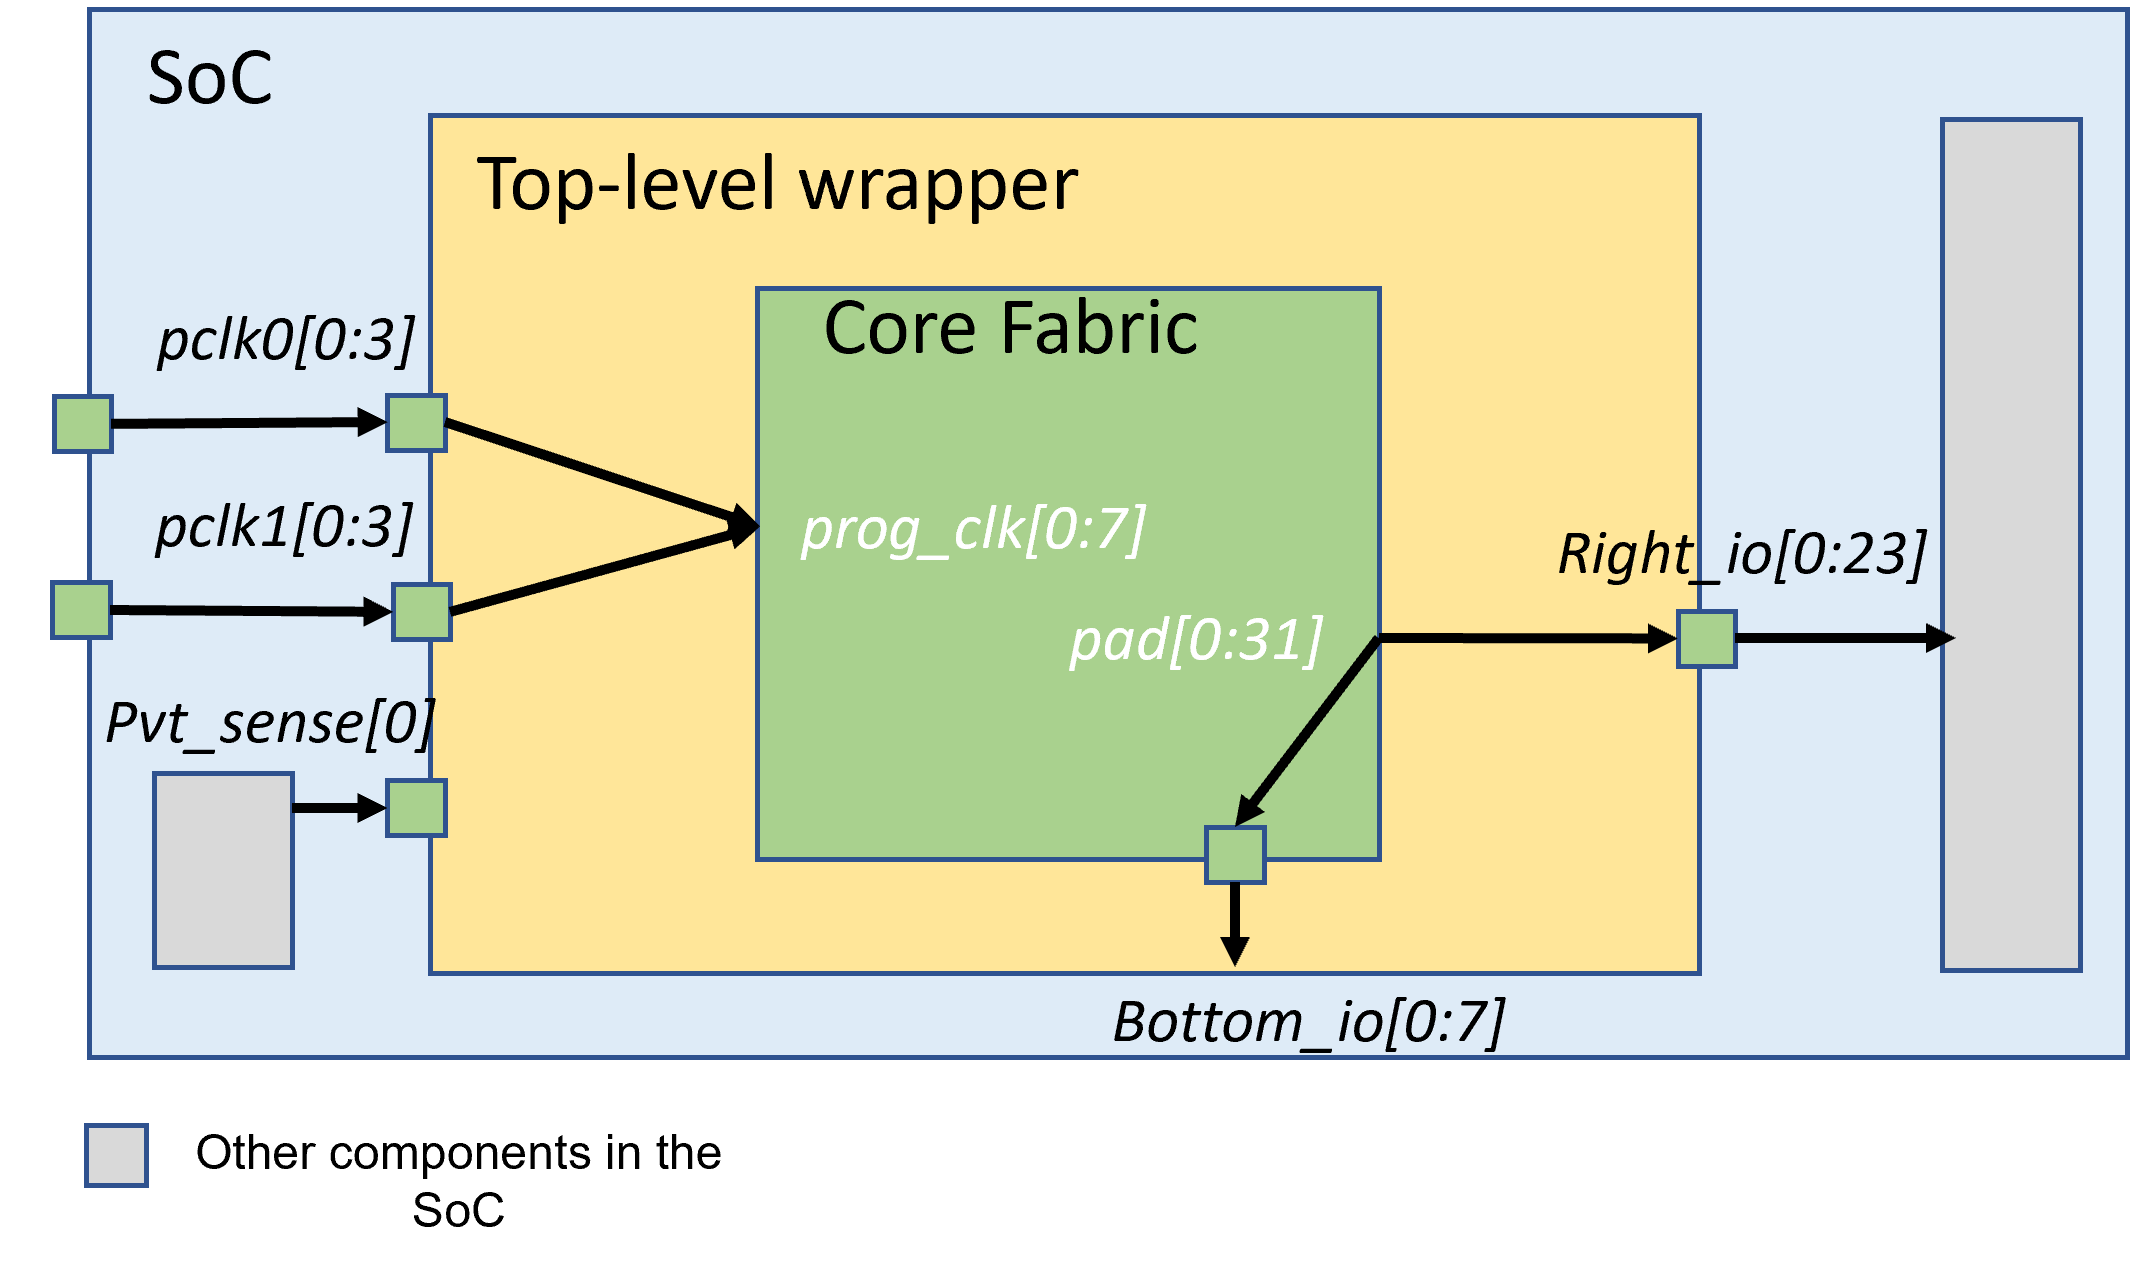 SoC
Top-level wrapper
Core Fabric
pclk0[0:3]
pclk1[0:3]
prog_clk[0:7]
Right_io[0:23]
pad[0:31]
Pvt_sense[0]
Bottom_io[0:7]
Other components in the
SoC